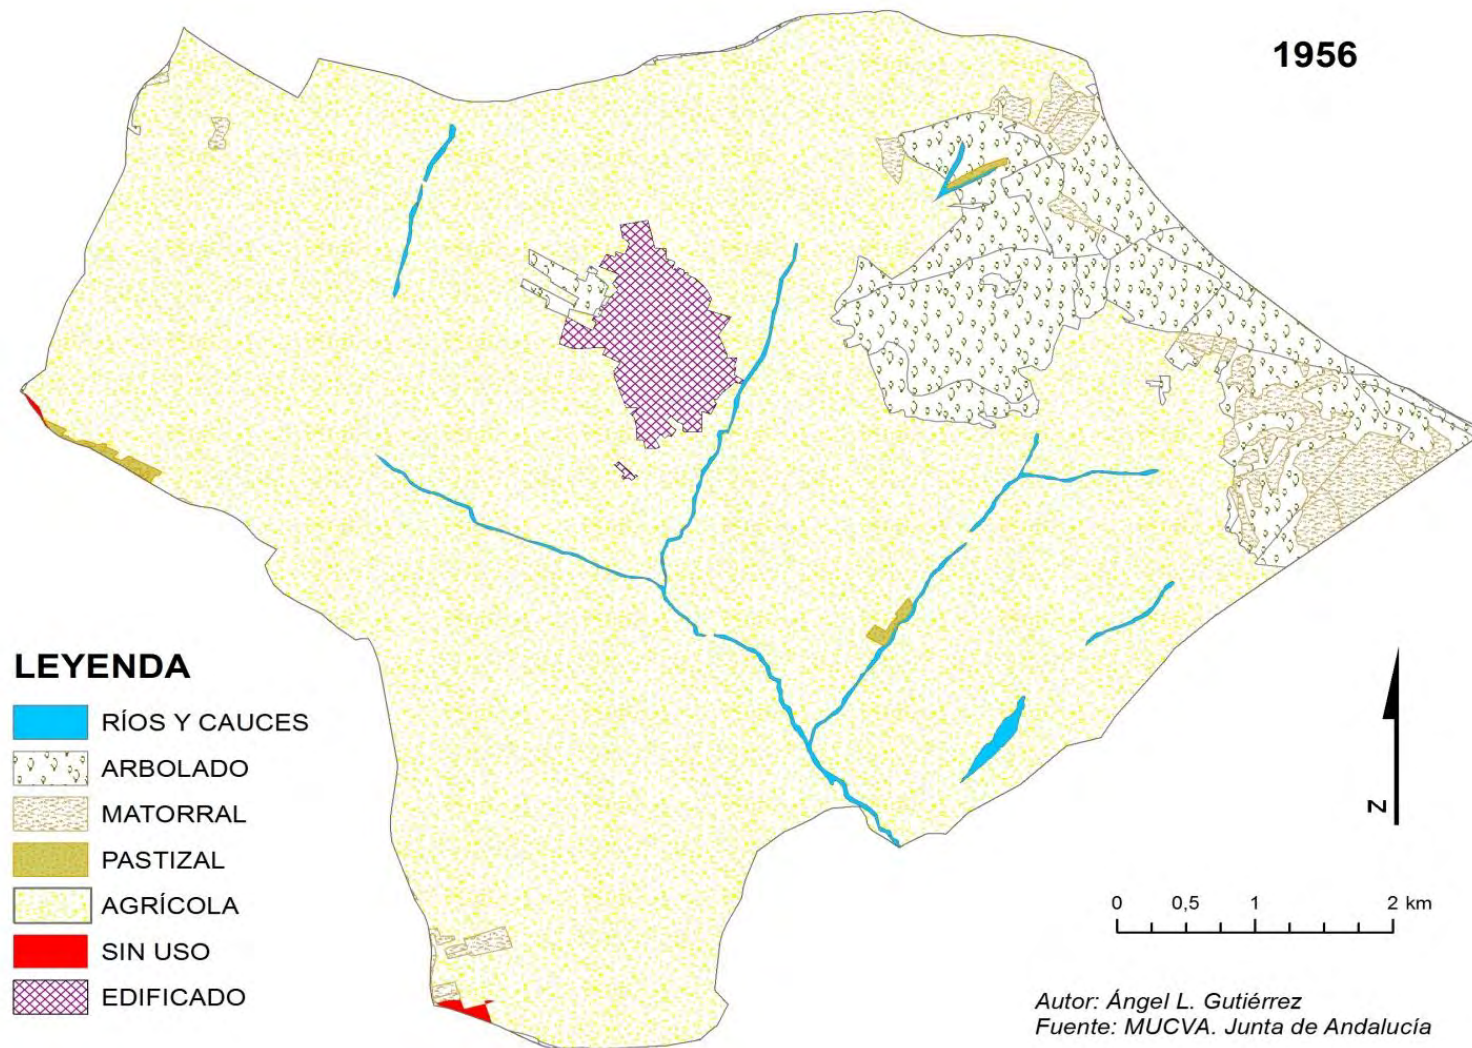 1956
LEYENDA
RÍOS Y CAUCES
ARBOLADO
MATORRAL
PASTIZAL
AGRÍCOLA
SIN USO
EDIFICADO
N
0 0,5 1 2 km
Autor: Ángel L. Gutiérrez
Fuente: MUCVA. Junta de Andalucía